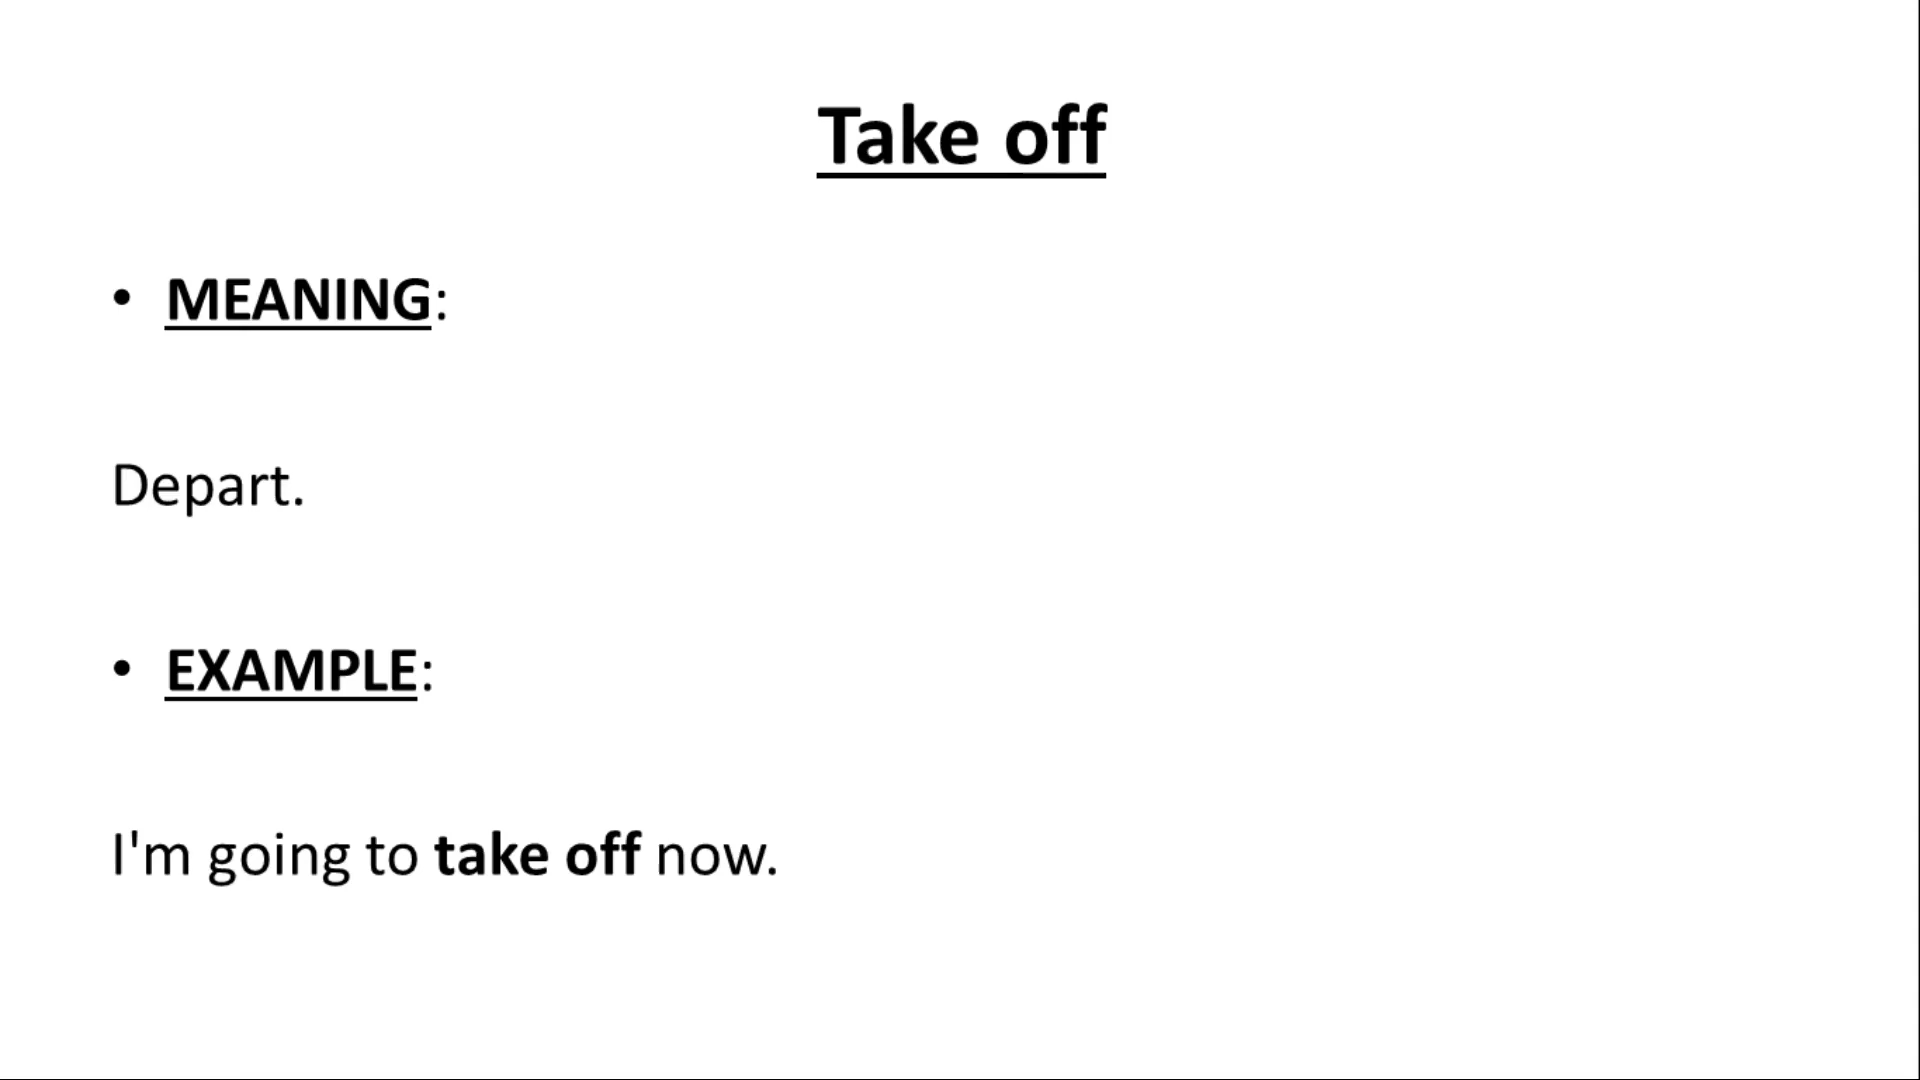 Take off
• MEANING:
Depart.
• EXAMPLE:
I'm going to take off now.